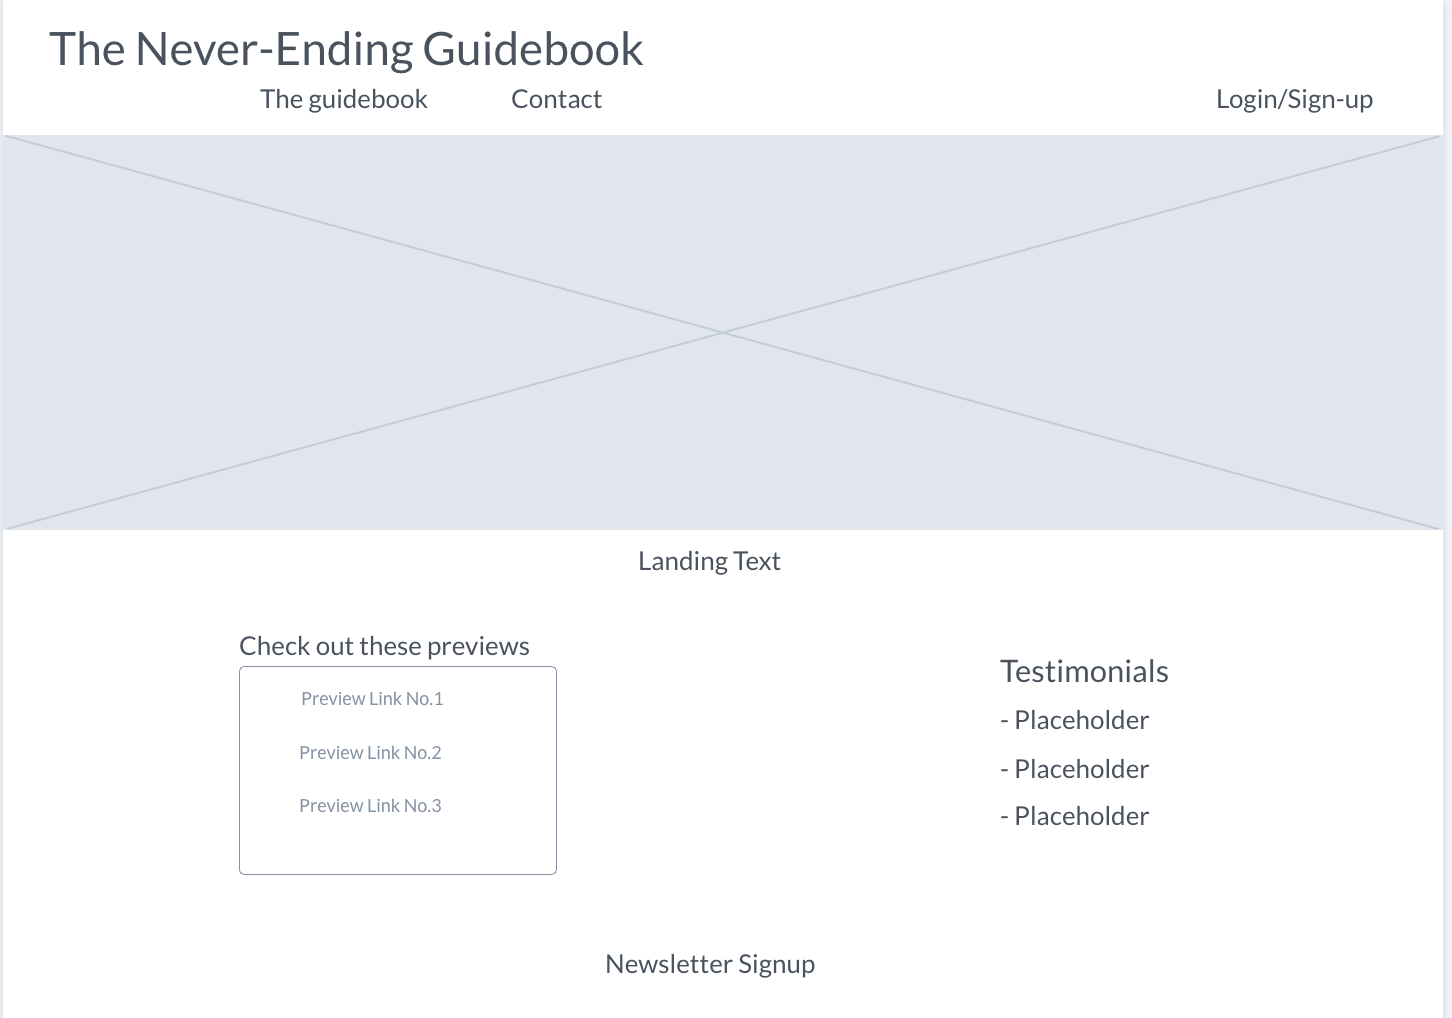 The Never-Ending Guidebook
The guidebook Contact Login/Sign-up
Landing Text
Check out these previews
Preview Link No.1
Preview Link No.2
Preview Link No.3
Testimonials
- Placeholder
- Placeholder
- Placeholder
Newsletter Signup